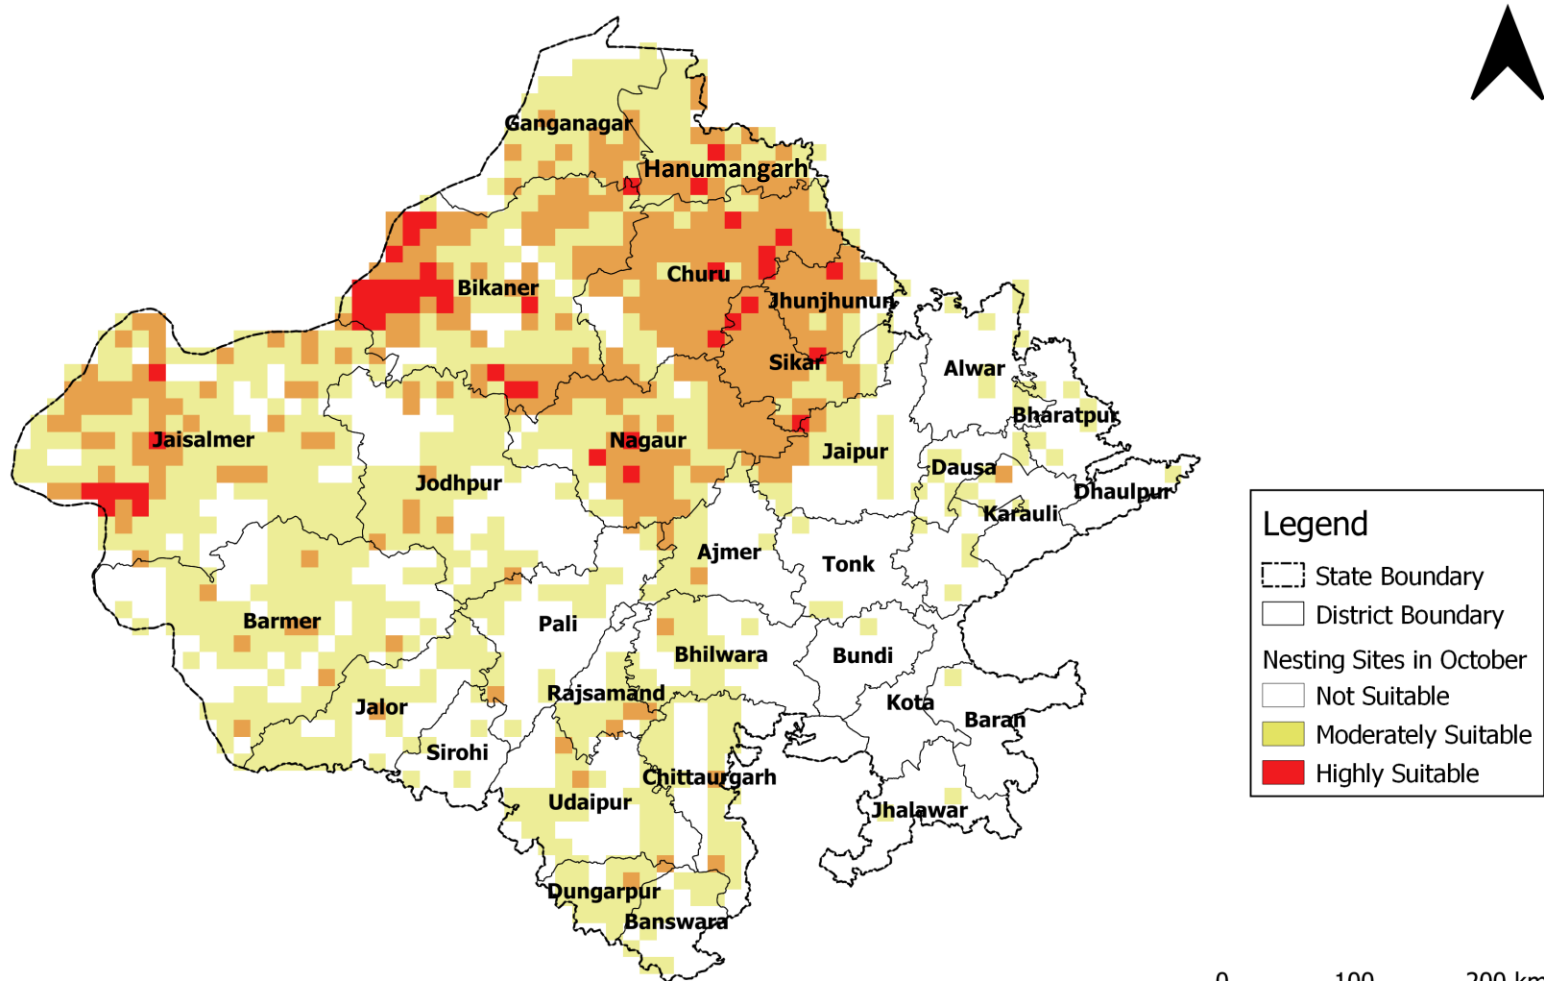 Ganganagar
Hanumangarh
Churu
Bikaner
Jhunjhunun
Sikar
Alwar
Bharatpur
Jaisalmer
Nagaur
Jaipur
Dausa
Jodhpur
Dhaulpur
Karauli
Ajmer
Tonk
Barmer
Pali
Bhilwara
Bundi
Rajsamand
Jalor
Kota
Baran
Sirohi
Chittaurgarh
Udaipur
Jhalawar
Dungarpur
Banswara
Legend
State Boundary
District Boundary
Nesting Sites in October
Not Suitable
Moderately Suitable
Highly Suitable
0 100 200 km